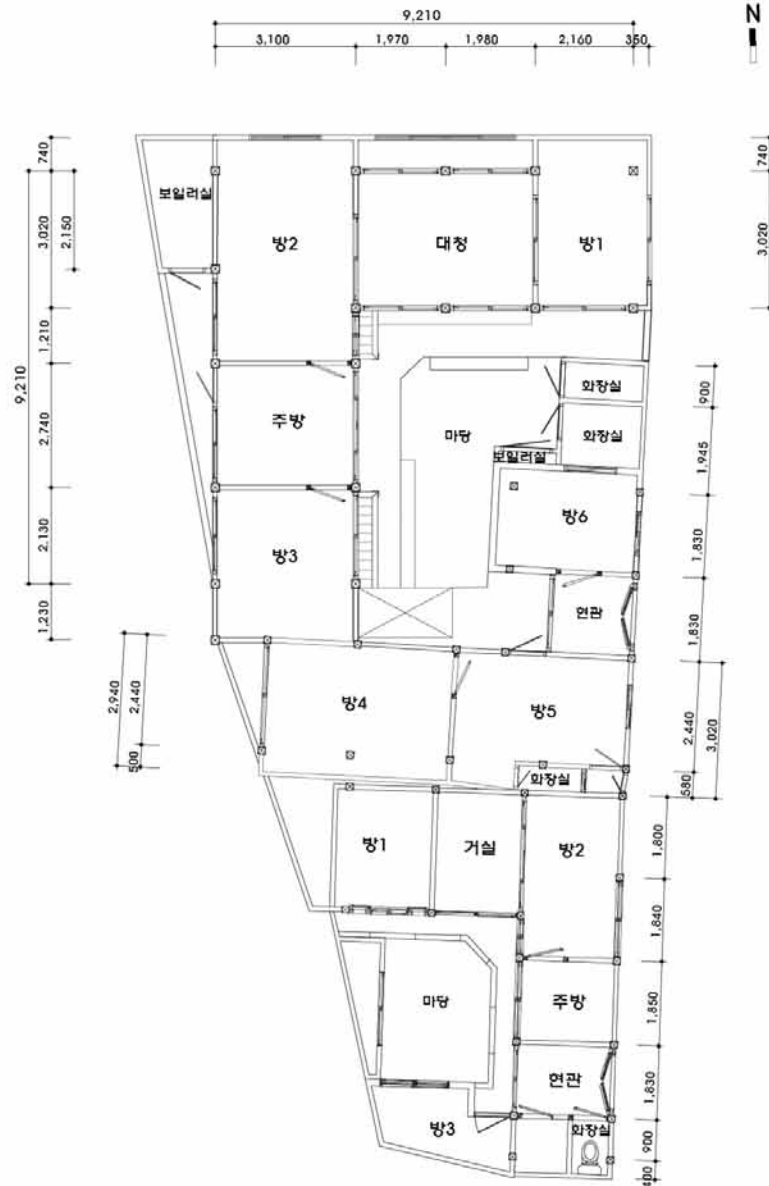 N
9,210
3,100 1,970 1,980 2,160 350
740 740
3,020 2,150 3,020
보일러실 방2 대청 방1
1,210
9,210
화장실 900
주방 마당 화장실
2,740 1,945
보일러실
방6
2,130 방3 1,830
1,230 현관 1,830
2,940 2,440 방4 방5 2,440 3,020
500 화장실 580
방1 거실 방2 1,800
1,840
마당 주방 1,850
현관 1,830
방3 화장실 900